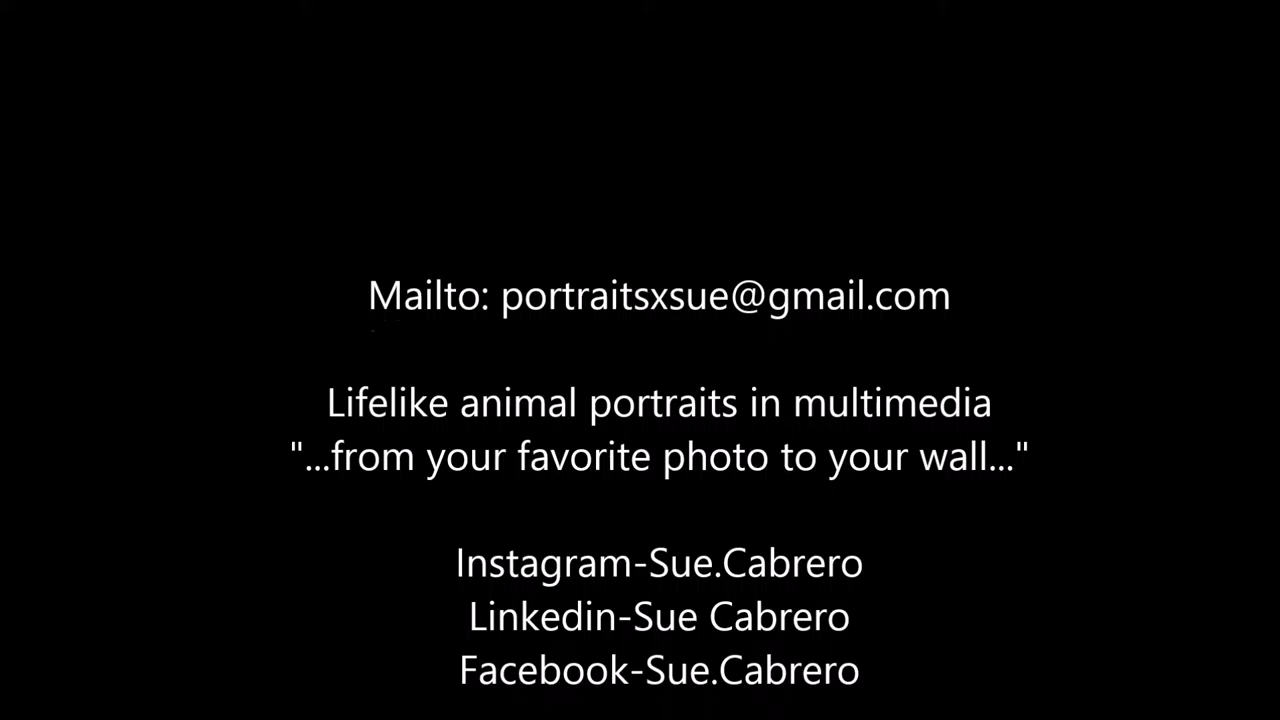 Mailto: portraitsxsue@gmail.com
Lifelike animal portraits in multimedia
"...from your favorite photo to your wall..."
Instagram-Sue.Cabrero
Linkedin-Sue Cabrero
Facebook-Sue.Cabrero